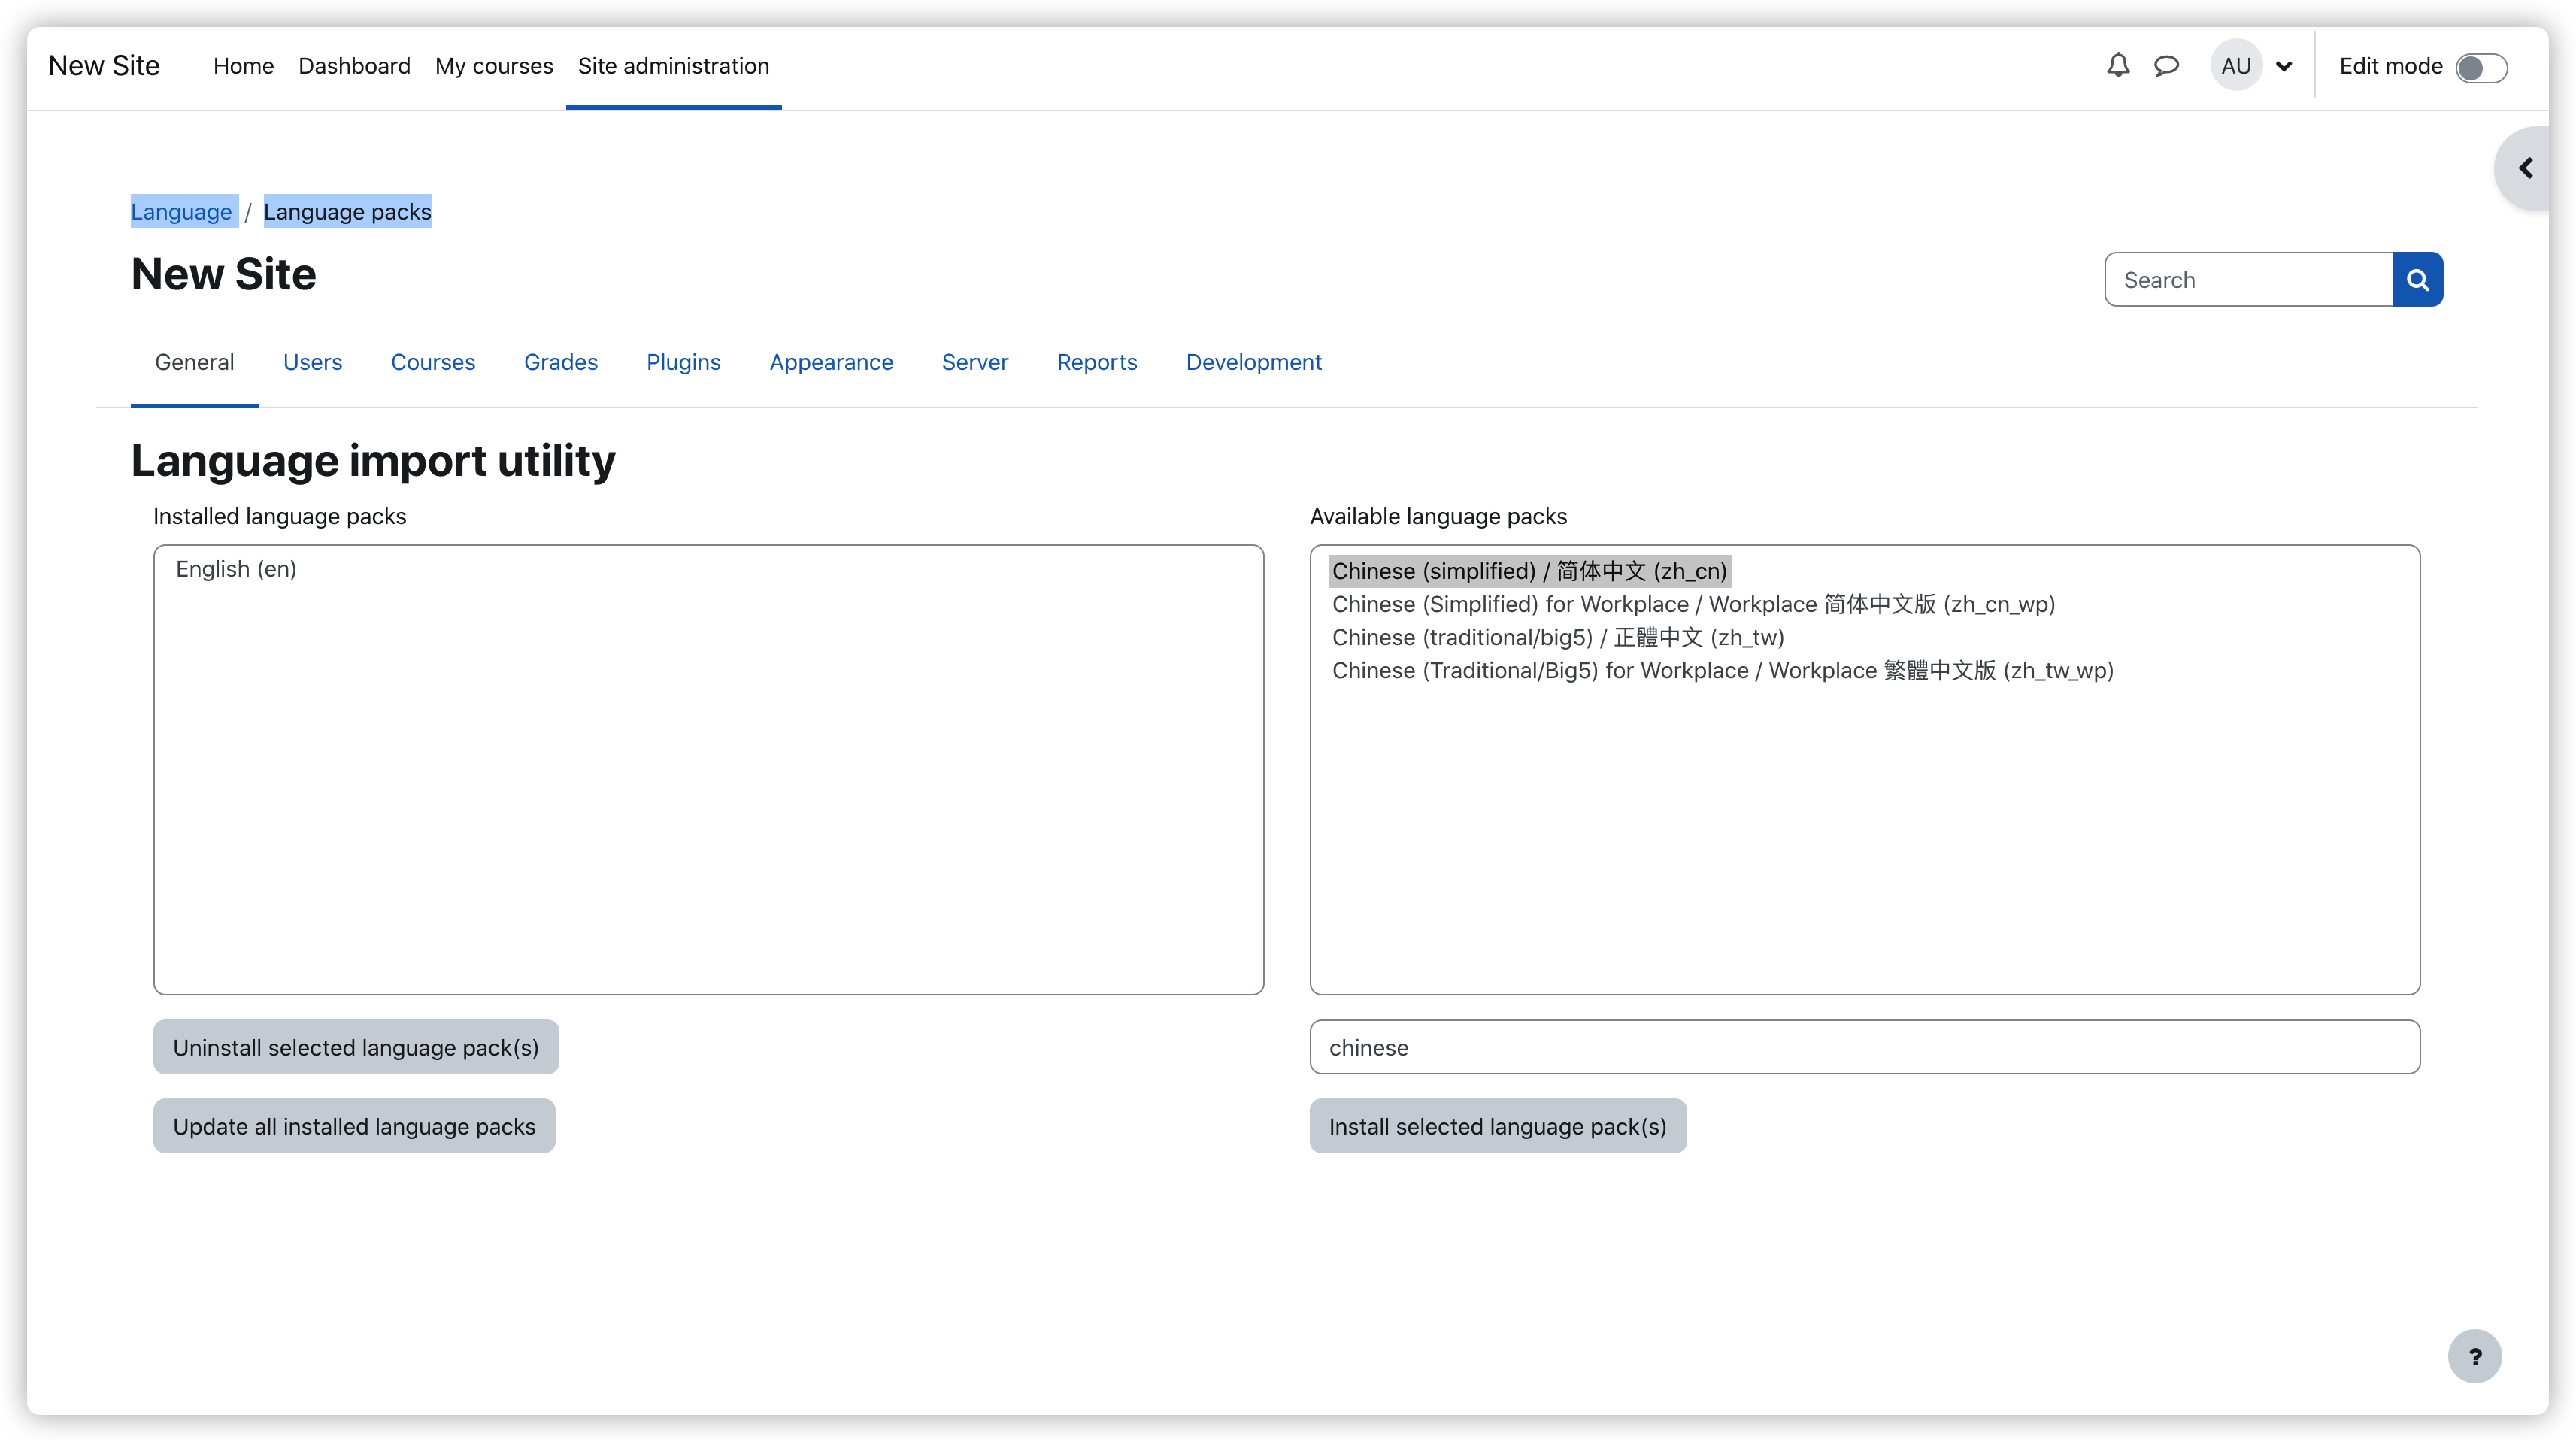 New Site Home Dashboard My courses Site administration AU Edit mode
Language / Language packs
New Site
Search
General Users Courses Grades Plugins Appearance Server Reports Development
Language import utility
Installed language packs
English (en)
Uninstall selected language pack(s)
Update all installed language packs
Available language packs
Chinese (simplified) / 简体中文 (zh_cn)
Chinese (Simplified) for Workplace / Workplace 简体中文版 (zh_cn_wp)
Chinese (traditional/big5) / 正體中文 (zh_tw)
Chinese (Traditional/Big5) for Workplace / Workplace 繁體中文版 (zh_tw_wp)
chinese
Install selected language pack(s)
?